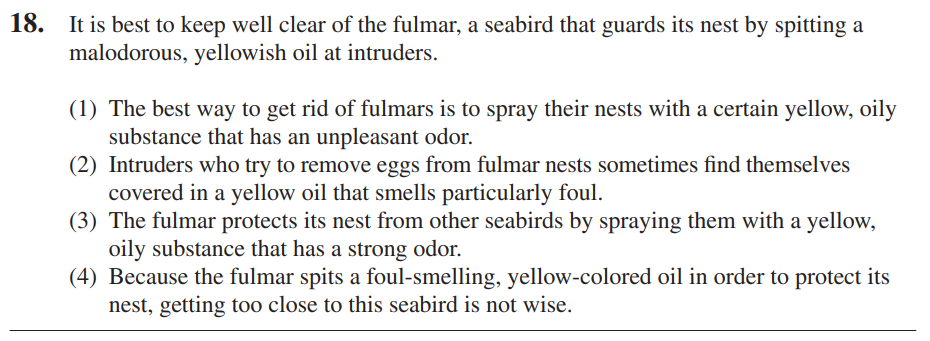 18. It is best to keep well clear of the fulmar, a seabird that guards its nest by spitting a
malodorous, yellowish oil at intruders.
(1) The best way to get rid of fulmars is to spray their nests with a certain yellow, oily
substance that has an unpleasant odor.
(2) Intruders who try to remove eggs from fulmar nests sometimes find themselves
covered in a yellow oil that smells particularly foul.
(3) The fulmar protects its nest from other seabirds by spraying them with a yellow,
oily substance that has a strong odor.
(4) Because the fulmar spits a foul-smelling, yellow-colored oil in order to protect its
nest, getting too close to this seabird is not wise.